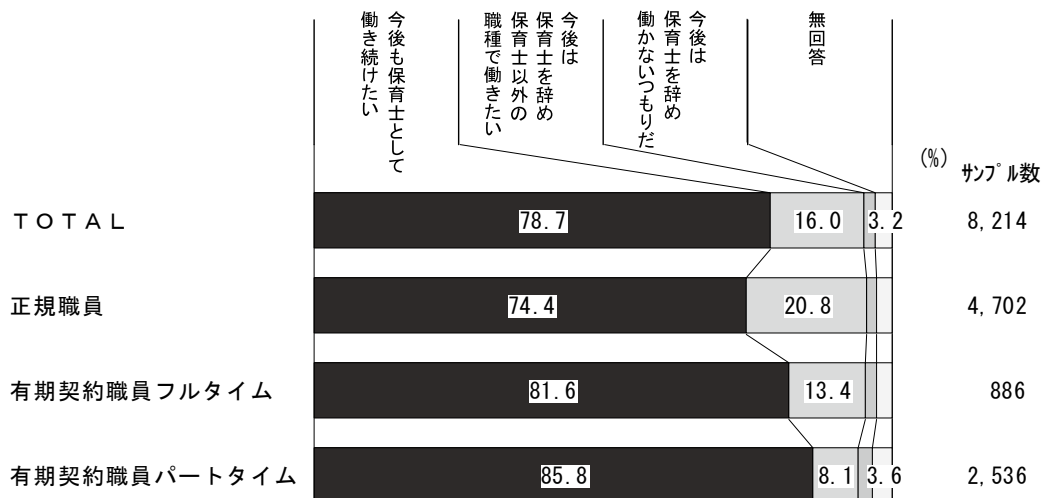 今後も保育士として
働き続けたい
今後は
保育士を辞め
保育士以外の
職種で働きたい
今後は
保育士を辞め
働かないつもりだ
無回答
(%)
ｻﾝﾌﾟﾙ数
ＴＯＴＡＬ 78.7 16.0 3.2 8,214
正規職員 74.4 20.8 4,702
有期契約職員フルタイム 81.6 13.4 886
有期契約職員パートタイム 85.8 8.1 3.6 2,536